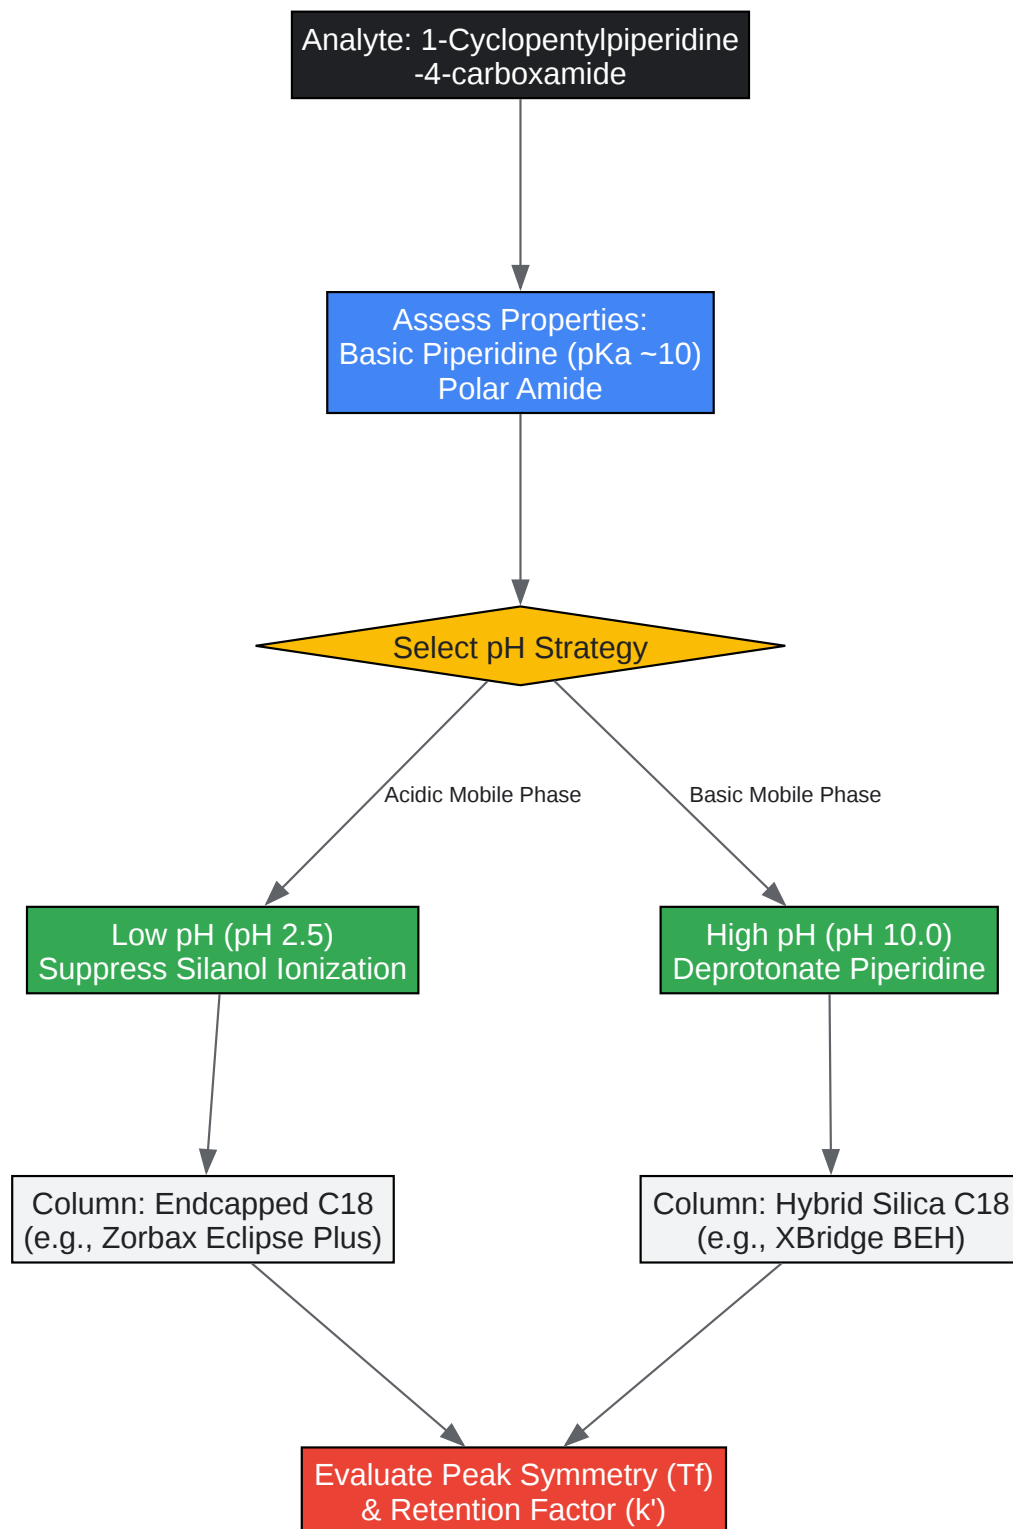 Analyte: 1-Cyclopentylpiperidine
-4-carboxamide
Assess Properties:
Basic Piperidine (pKa ~10)
Polar Amide
Select pH Strategy
Acidic Mobile Phase
Basic Mobile Phase
Low pH (pH 2.5)
Suppress Silanol Ionization
High pH (pH 10.0)
Deprotonate Piperidine
Column: Endcapped C18
(e.g., Zorbax Eclipse Plus)
Column: Hybrid Silica C18
(e.g., XBridge BEH)
Evaluate Peak Symmetry (Tf)
& Retention Factor (k')